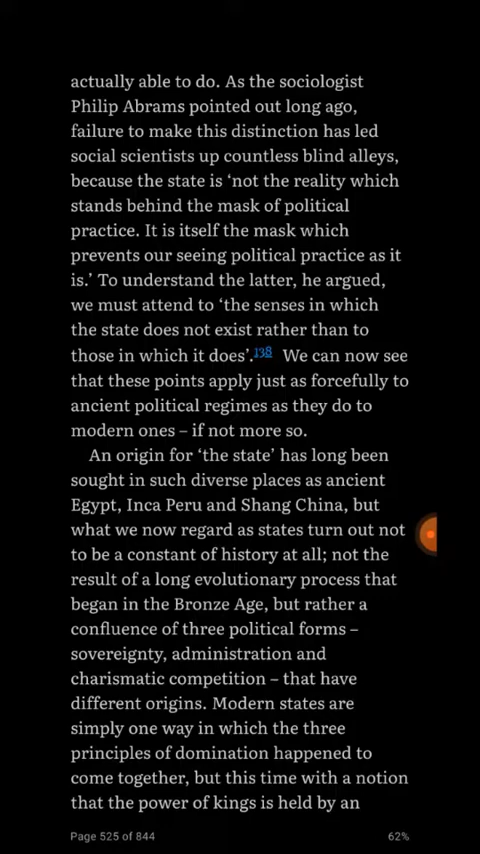 actually able to do. As the sociologist
Philip Abrams pointed out long ago,
failure to make this distinction has led
social scientists up countless blind alleys,
because the state is ‘not the reality which
stands behind the mask of political
practice. It is itself the mask which
prevents our seeing political practice as it
is.’ To understand the latter, he argued,
we must attend to ‘the senses in which
the state does not exist rather than to
those in which it does’.138 We can now see
that these points apply just as forcefully to
ancient political regimes as they do to
modern ones – if not more so.
An origin for ‘the state’ has long been
sought in such diverse places as ancient
Egypt, Inca Peru and Shang China, but
what we now regard as states turn out not
to be a constant of history at all; not the
result of a long evolutionary process that
began in the Bronze Age, but rather a
confluence of three political forms –
sovereignty, administration and
charismatic competition – that have
different origins. Modern states are
simply one way in which the three
principles of domination happened to
come together, but this time with a notion
that the power of kings is held by an
Page 525 of 844 62%